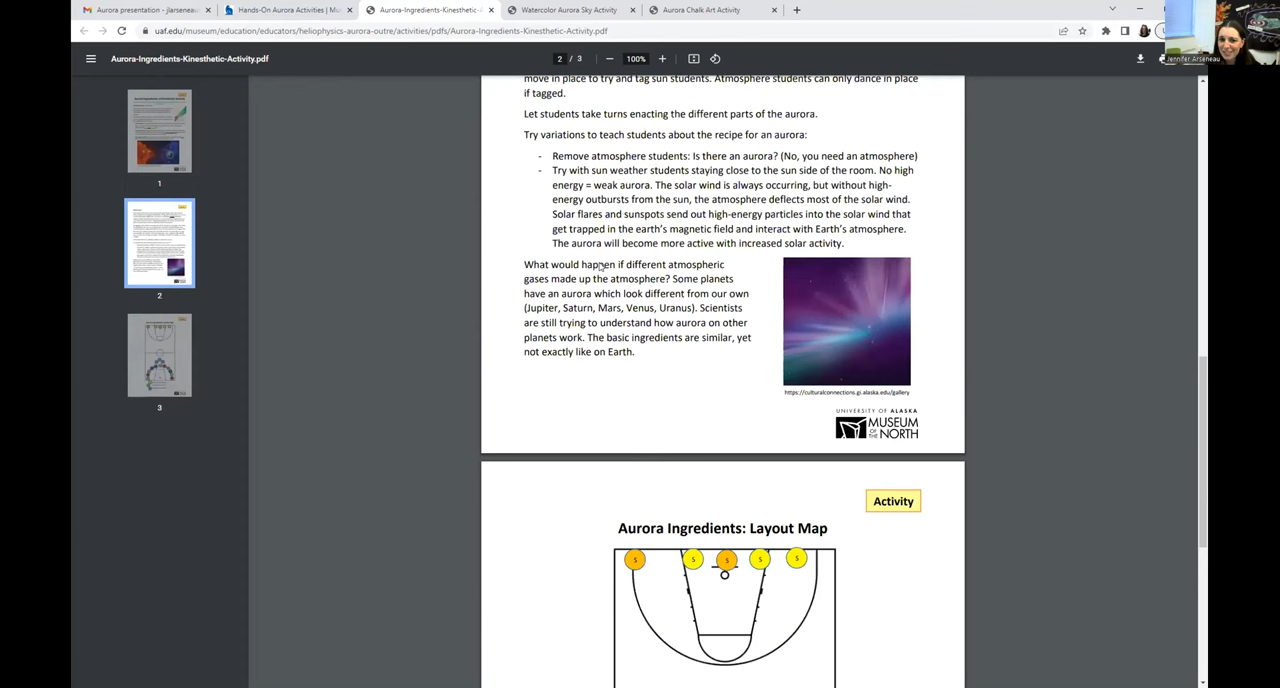 Aurora presentation - jlarseneau
Hands-On Aurora Activities | Mu
Aurora-Ingredients-Kinesthetic-A
Watercolor Aurora Sky Activity
Aurora Chalk Art Activity
uaf.edu/museum/education/educators/heliophysics-aurora-outre/activities/pdfs/Aurora-Ingredients-Kinesthetic-Activity.pdf
Jennifer Arseneau
Aurora-Ingredients-Kinesthetic-Activity.pdf
2 / 3
100%
1
2
3
move in place to try and tag sun students. Atmosphere students can only dance in place
if tagged.
Let students take turns enacting the different parts of the aurora.
Try variations to teach students about the recipe for an aurora:
- Remove atmosphere students: Is there an aurora? (No, you need an atmosphere)
- Try with sun weather students staying close to the sun side of the room. No high
energy = weak aurora. The solar wind is always occurring, but without high-
energy outbursts from the sun, the atmosphere deflects most of the solar wind.
Solar flares and sunspots send out high-energy particles into the solar wind that
get trapped in the earth's magnetic field and interact with Earth's atmosphere.
The aurora will become more active with increased solar activity.
What would happen if different atmospheric
gases made up the atmosphere? Some planets
have an aurora which look different from our own
(Jupiter, Saturn, Mars, Venus, Uranus). Scientists
are still trying to understand how aurora on other
planets work. The basic ingredients are similar, yet
not exactly like on Earth.
https://culturalconnections.gi.alaska.edu/gallery
UNIVERSITY OF ALASKA
MUSEUM
OF THE
NORTH
Activity
Aurora Ingredients: Layout Map
S S S S S